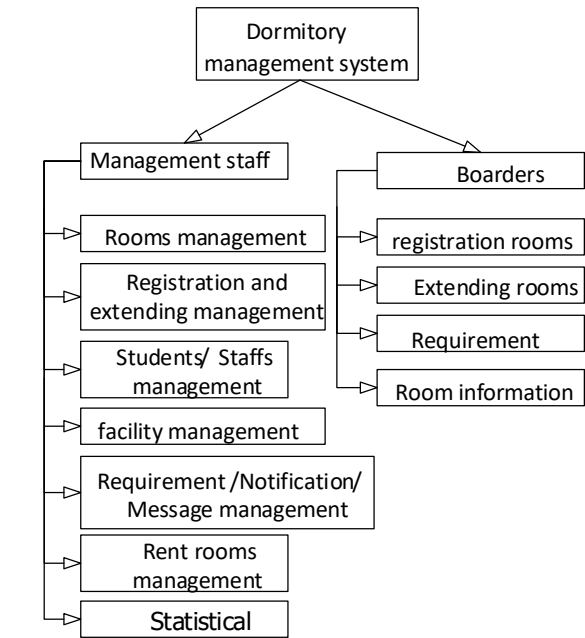 Dormitory
management system
Management staff
Rooms management
Registration and
extending management
Students/ Staffs
management
facility management
Requirement /Notification/
Message management
Rent rooms
management
Statistical
Boarders
registration rooms
Extending rooms
Requirement
Room information